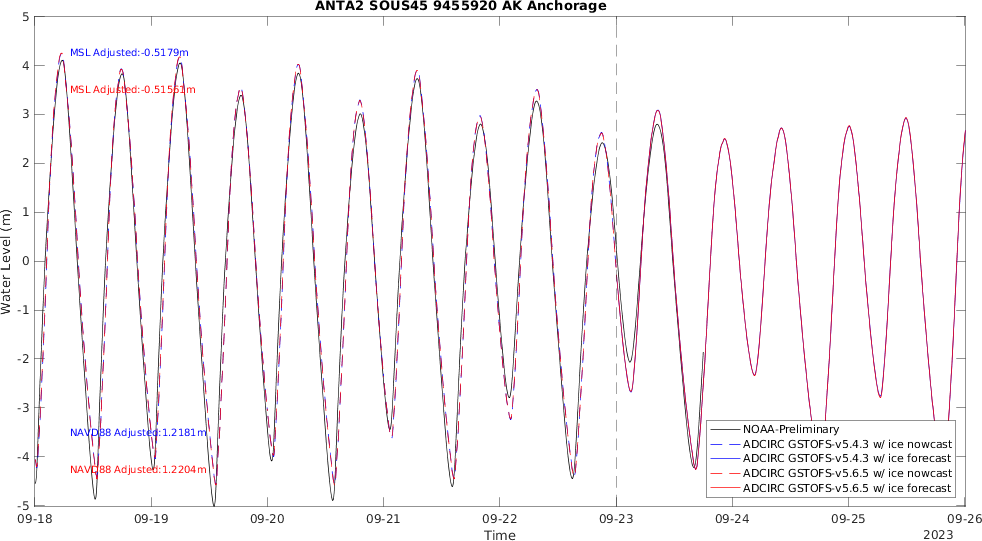 ANTA2 SOUS45 9455920 AK Anchorage
5
4
3
2
1
0
-1
-2
-3
-4
-5
Water Level (m)
MSL Adjusted:-0.5179m
MSL Adjusted:-0.51551m
NAVD88 Adjusted:1.2181m
NAVD88 Adjusted:1.2204m
NOAA-Preliminary
ADCIRC GSTOFS-v5.4.3 w/ ice nowcast
ADCIRC GSTOFS-v5.4.3 w/ ice forecast
ADCIRC GSTOFS-v5.6.5 w/ ice nowcast
ADCIRC GSTOFS-v5.6.5 w/ ice forecast
09-18 09-19 09-20 09-21 09-22 09-23 09-24 09-25 09-26
Time
2023